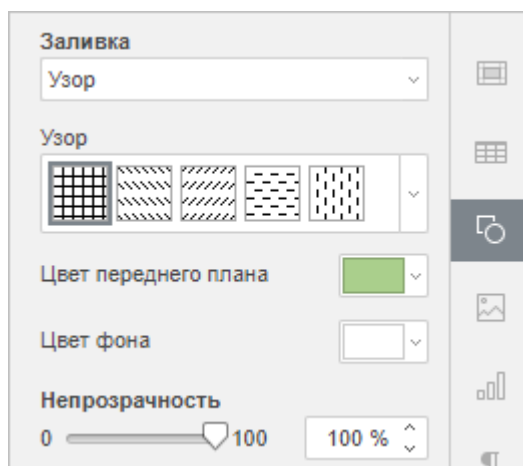 Заливка
Узор
Узор
Цвет переднего плана
Цвет фона
Непрозрачность
0 100 100 %